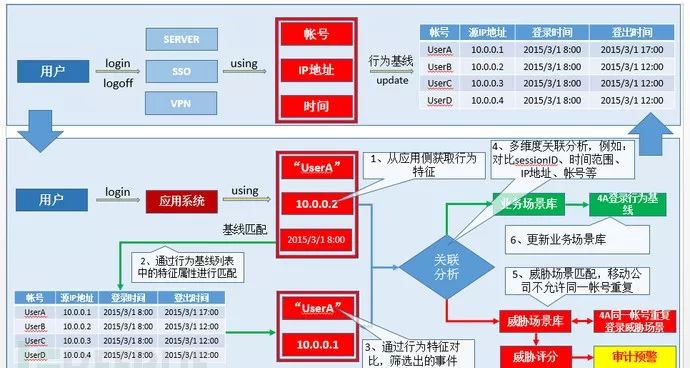 用户
login
logoff
SERVER
SSO
VPN
using
帐号
IP地址
时间
行为基线
update
帐号 源IP地址 登录时间 登出时间
UserA 10.0.0.1 2015/3/1 8:00 2015/3/1 17:00
UserB 10.0.0.2 2015/3/1 8:00 2015/3/1 12:00
UserC 10.0.0.3 2015/3/1 8:00 2015/3/1 12:00
UserD 10.0.0.4 2015/3/1 8:00 2015/3/1 12:00
用户
login
应用系统
using
“UserA”
10.0.0.2
2015/3/1 8:00
1、从应用侧获取行为
特征
4、多维度关联分析，例如：
对比sessionID、时间范围、
IP地址、帐号等
基线匹配
2、通过行为基线列表
中的特征属性进行匹配
关联
分析
业务场景库
4A登录行为基
线
6、更新业务场景库
5、威胁场景匹配，移动公
司不允许同一帐号重复
帐号 源IP地址 登录时间 登出时间
UserA 10.0.0.1 2015/3/1 8:00 2015/3/1 17:00
UserB 10.0.0.2 2015/3/1 8:00 2015/3/1 12:00
UserC 10.0.0.3 2015/3/1 8:00 2015/3/1 12:00
UserD 10.0.0.4 2015/3/1 8:00 2015/3/1 12:00
“UserA”
10.0.0.1
3、通过行为特征对
比，筛选出的事件
威胁场景库
4A同一帐号重复
登录威胁场景
威胁评分
审计预警